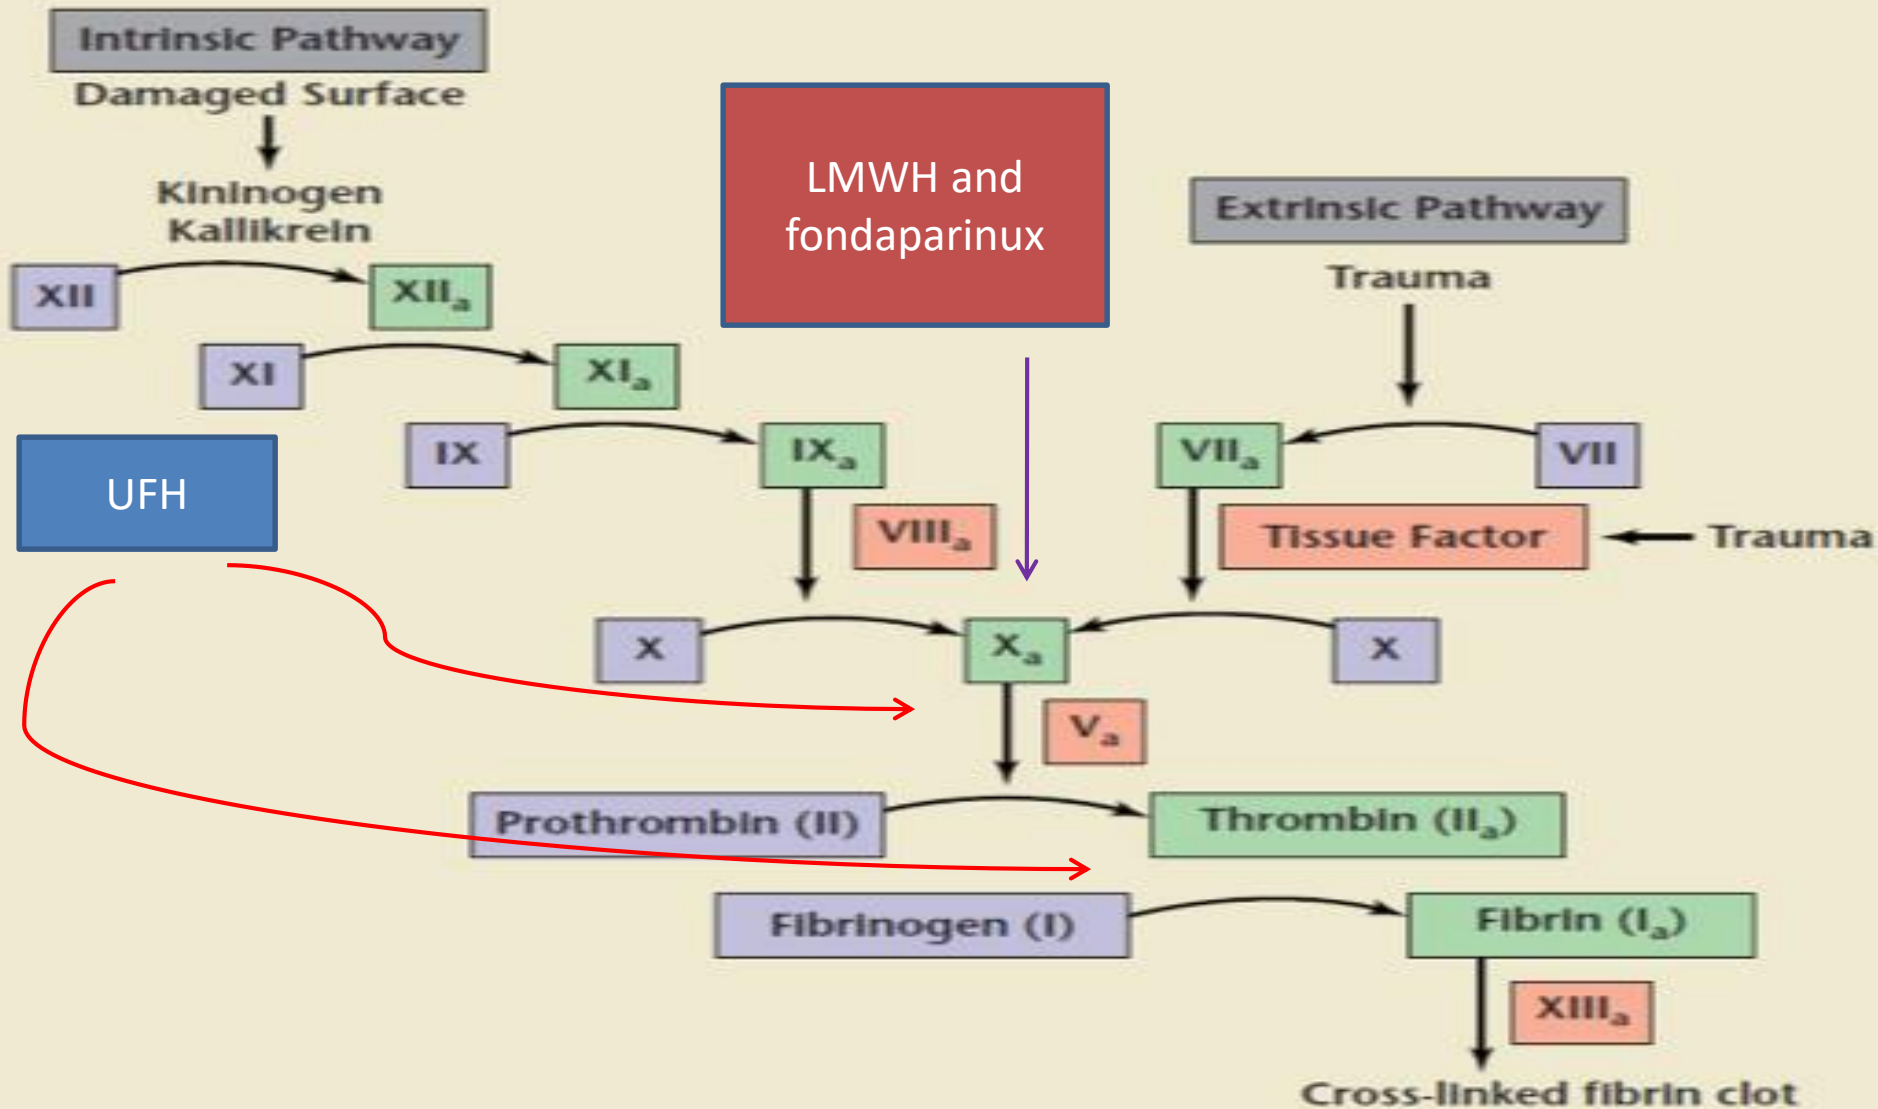 Intrinsic Pathway
Damaged Surface
Kininogen
Kallikrein
LMWH and
fondaparinux
Extrinsic Pathway
Trauma
XII
XIIa
XI
XIa
IX
IXa
VIIa
VII
UFH
VIIIa
Tissue Factor
Trauma
X
Xa
X
Va
Prothrombin (II)
Thrombin (IIa)
Fibrinogen (I)
Fibrin (Ia)
XIIIa
Cross-linked fibrin clot